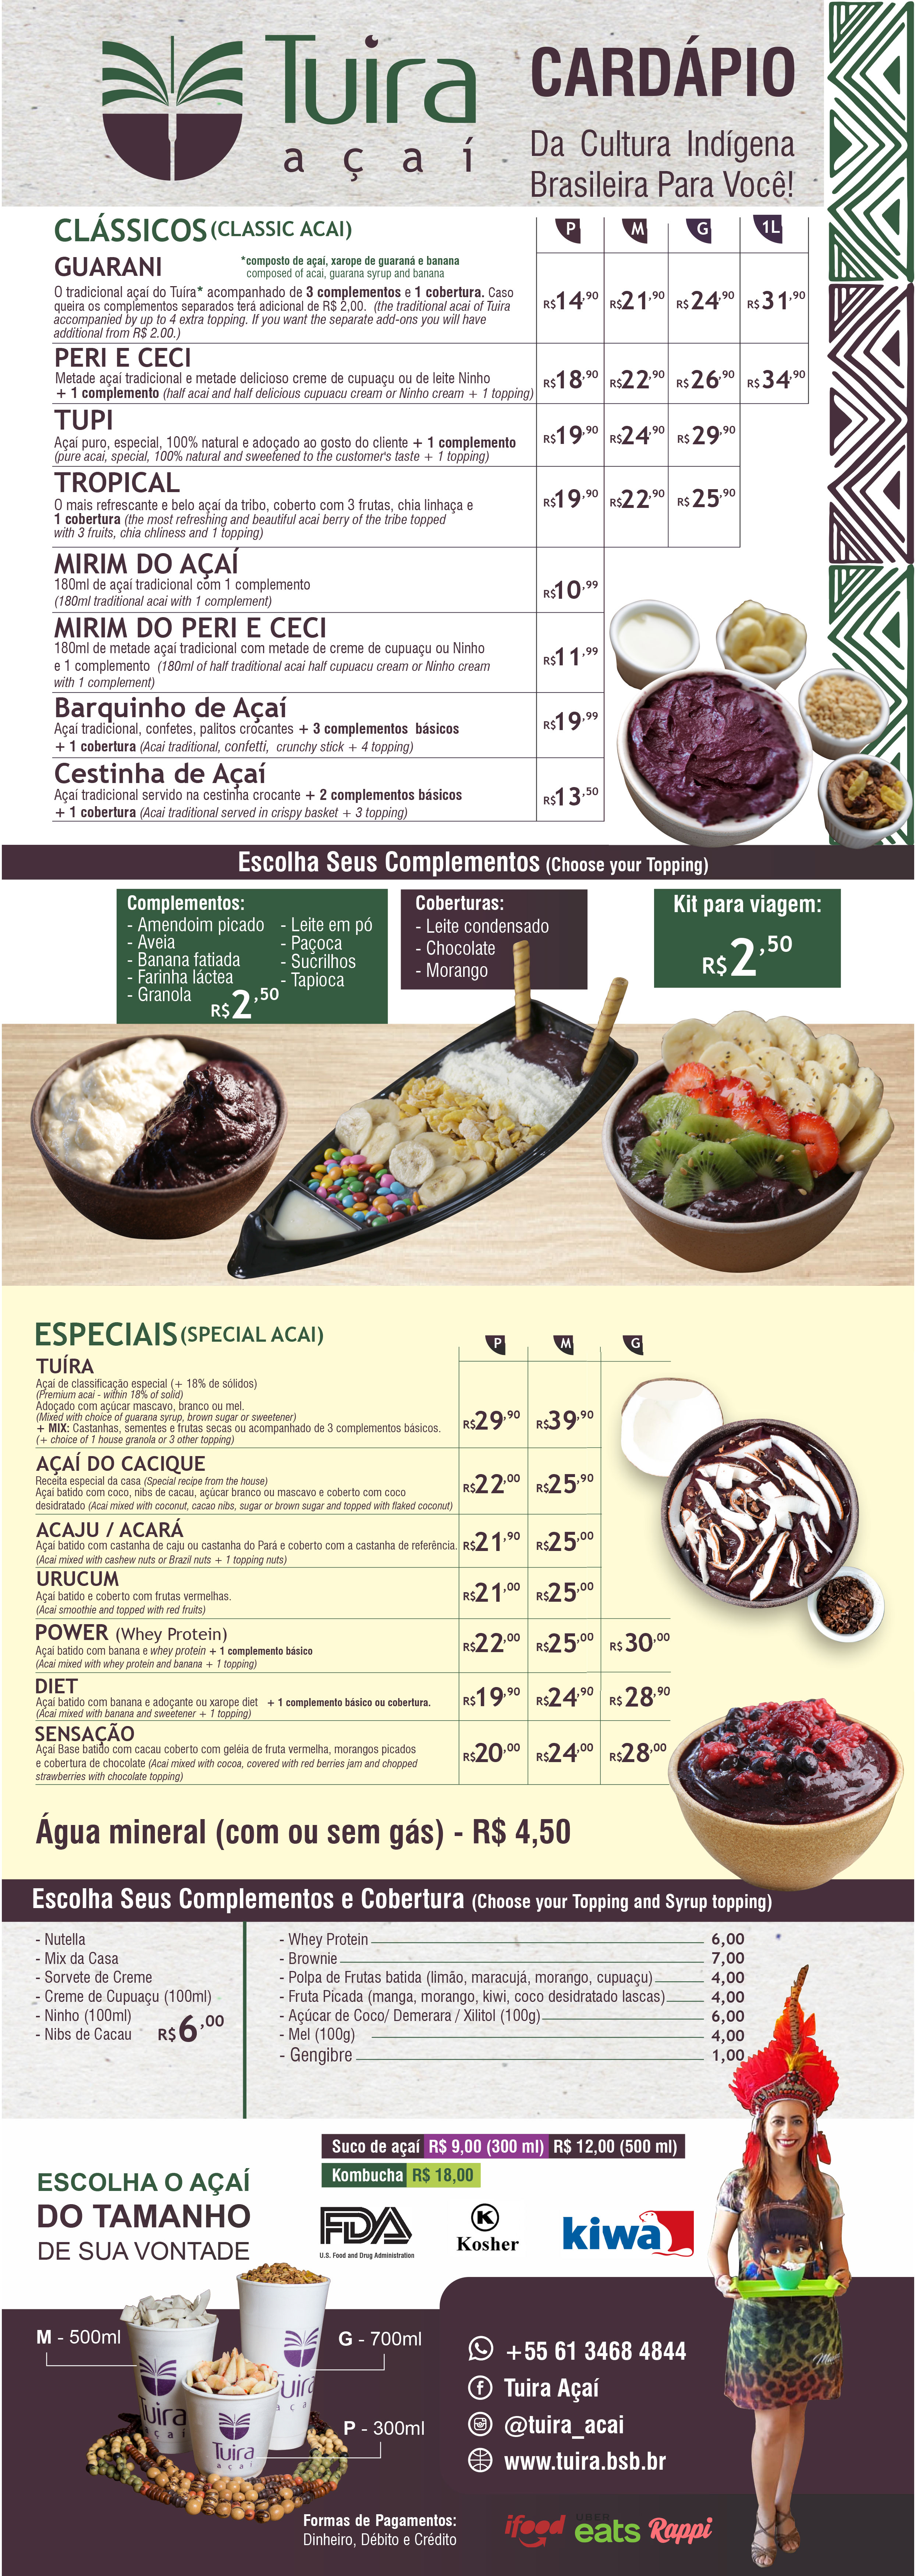 Tuíra
açaí
CARDÁPIO
Da Cultura Indígena
Brasileira Para Você!
CLÁSSICOS (CLASSIC ACAI)
P M G 1L
GUARANI
*composto de açaí, xarope de guaraná e banana
composed of acai, guarana syrup and banana
O tradicional açaí do Tuíra* acompanhado de 3 complementos e 1 cobertura. Caso
queira os complementos separados terá adicional de R$ 2,00. (the traditional acai of Tuira
accompanied by up to 4 extra topping. If you want the separate add-ons you will have
additional from R$ 2.00.)
R$14,90 R$21,90 R$24,90 R$31,90
PERI E CECI
Metade açaí tradicional e metade delicioso creme de cupuaçu ou de leite Ninho
+ 1 complemento (half acai and half delicious cupuacu cream or Ninho cream + 1 topping)
R$18,90 R$22,90 R$26,90 R$34,90
TUPI
Açaí puro, especial, 100% natural e adoçado ao gosto do cliente + 1 complemento
(pure acai, special, 100% natural and sweetened to the customer's taste + 1 topping)
R$19,90 R$24,90 R$29,90
TROPICAL
O mais refrescante e belo açaí da tribo, coberto com 3 frutas, chia linhaça e
1 cobertura (the most refreshing and beautiful acai berry of the tribe topped
with 3 fruits, chia chliness and 1 topping)
R$19,90 R$22,90 R$25,90
MIRIM DO AÇAÍ
180ml de açaí tradicional com 1 complemento
(180ml traditional acai with 1 complement)
R$10,99
MIRIM DO PERI E CECI
180ml de metade açaí tradicional com metade de creme de cupuaçu ou Ninho
e 1 complemento (180ml of half traditional acai half cupuacu cream or Ninho cream
with 1 complement)
R$11,99
Barquinho de Açaí
Açaí tradicional, confetes, palitos crocantes + 3 complementos básicos
+ 1 cobertura (Acai traditional, confetti, crunchy stick + 4 topping)
R$19,99
Cestinha de Açaí
Açaí tradicional servido na cestinha crocante + 2 complementos básicos
+ 1 cobertura (Acai traditional served in crispy basket + 3 topping)
R$13,50
Escolha Seus Complementos (Choose your Topping)
Complementos:
- Amendoim picado
- Aveia
- Banana fatiada
- Farinha láctea
- Granola
- Leite em pó
- Paçoca
- Sucrilhos
- Tapioca
R$2,50
Coberturas:
- Leite condensado
- Chocolate
- Morango
Kit para viagem:
R$2,50
ESPECIAIS (SPECIAL ACAI)
P M G
TUÍRA
Açaí de classificação especial (+ 18% de sólidos)
(Premium acai - within 18% of solid)
Adoçado com açúcar mascavo, branco ou mel.
(Mixed with choice of guarana syrup, brown sugar or sweetener)
+ MIX: Castanhas, sementes e frutas secas ou acompanhado de 3 complementos básicos.
(+ choice of 1 house granola or 3 other topping)
R$29,90 R$39,90
AÇAÍ DO CACIQUE
Receita especial da casa (Special recipe from the house)
Açaí batido com coco, nibs de cacau, açúcar branco ou mascavo e coberto com coco
desidratado (Acai mixed with coconut, cacao nibs, sugar or brown sugar and topped with flaked coconut)
R$22,00 R$25,90
ACAJU / ACARÁ
Açaí batido com castanha de caju ou castanha do Pará e coberto com a castanha de referência.
(Acai mixed with cashew nuts or Brazil nuts + 1 topping nuts)
R$21,90 R$25,00
URUCUM
Açaí batido e coberto com frutas vermelhas.
(Acai smoothie and topped with red fruits)
R$21,00 R$25,00
POWER (Whey Protein)
Açaí batido com banana e whey protein + 1 complemento básico
(Acai mixed with whey protein and banana + 1 topping)
R$22,00 R$25,00 R$30,00
DIET
Açaí batido com banana e adoçante ou xarope diet + 1 complemento básico ou cobertura.
(Acai mixed with banana and sweetener + 1 topping)
R$19,90 R$24,90 R$28,90
SENSAÇÃO
Açaí Base batido com cacau coberto com geléia de fruta vermelha, morangos picados
e cobertura de chocolate (Acai mixed with cocoa, covered with red berries jam and chopped
strawberries with chocolate topping)
R$20,00 R$24,00 R$28,00
Água mineral (com ou sem gás) - R$ 4,50
Escolha Seus Complementos e Cobertura (Choose your Topping and Syrup topping)
- Nutella
- Mix da Casa
- Sorvete de Creme
- Creme de Cupuaçu (100ml)
- Ninho (100ml)
- Nibs de Cacau
R$6,00
- Whey Protein 6,00
- Brownie 7,00
- Polpa de Frutas batida (limão, maracujá, morango, cupuaçu) 4,00
- Fruta Picada (manga, morango, kiwi, coco desidratado lascas) 4,00
- Açúcar de Coco/ Demerara / Xilitol (100g) 6,00
- Mel (100g) 4,00
- Gengibre 1,00
Suco de açaí R$ 9,00 (300 ml) R$ 12,00 (500 ml)
Kombucha R$ 18,00
ESCOLHA O AÇAÍ
DO TAMANHO
DE SUA VONTADE
FDA
U.S. Food and Drug Administration
K
Kosher
kiwa
M - 500ml
G - 700ml
P - 300ml
Tuíra
açaí
Tuíra
açaí
Tuíra
açaí
+55 61 3468 4844
Tuira Açaí
@tuira_acai
www.tuira.bsb.br
Formas de Pagamentos:
Dinheiro, Débito e Crédito
ifood
UBER
eats
Rappi